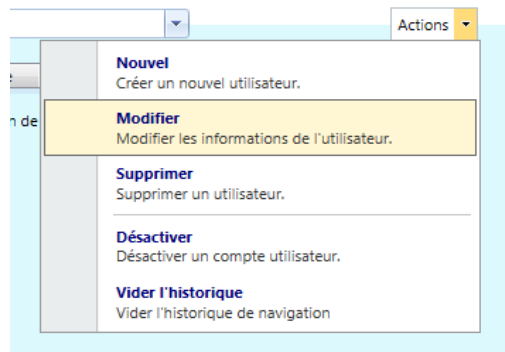 Actions
Nouvel
Créer un nouvel utilisateur.
n de
Modifier
Modifier les informations de l'utilisateur.
Supprimer
Supprimer un utilisateur.
Désactiver
Désactiver un compte utilisateur.
Vider l'historique
Vider l'historique de navigation